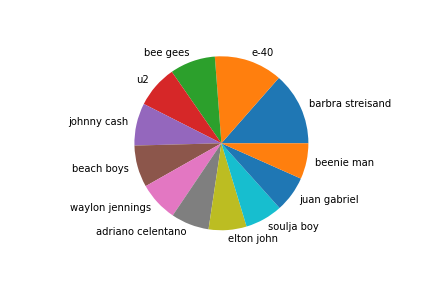 bee gees
e-40
u2
barbra streisand
johnny cash
beach boys
beenie man
waylon jennings
juan gabriel
adriano celentano
soulja boy
elton john